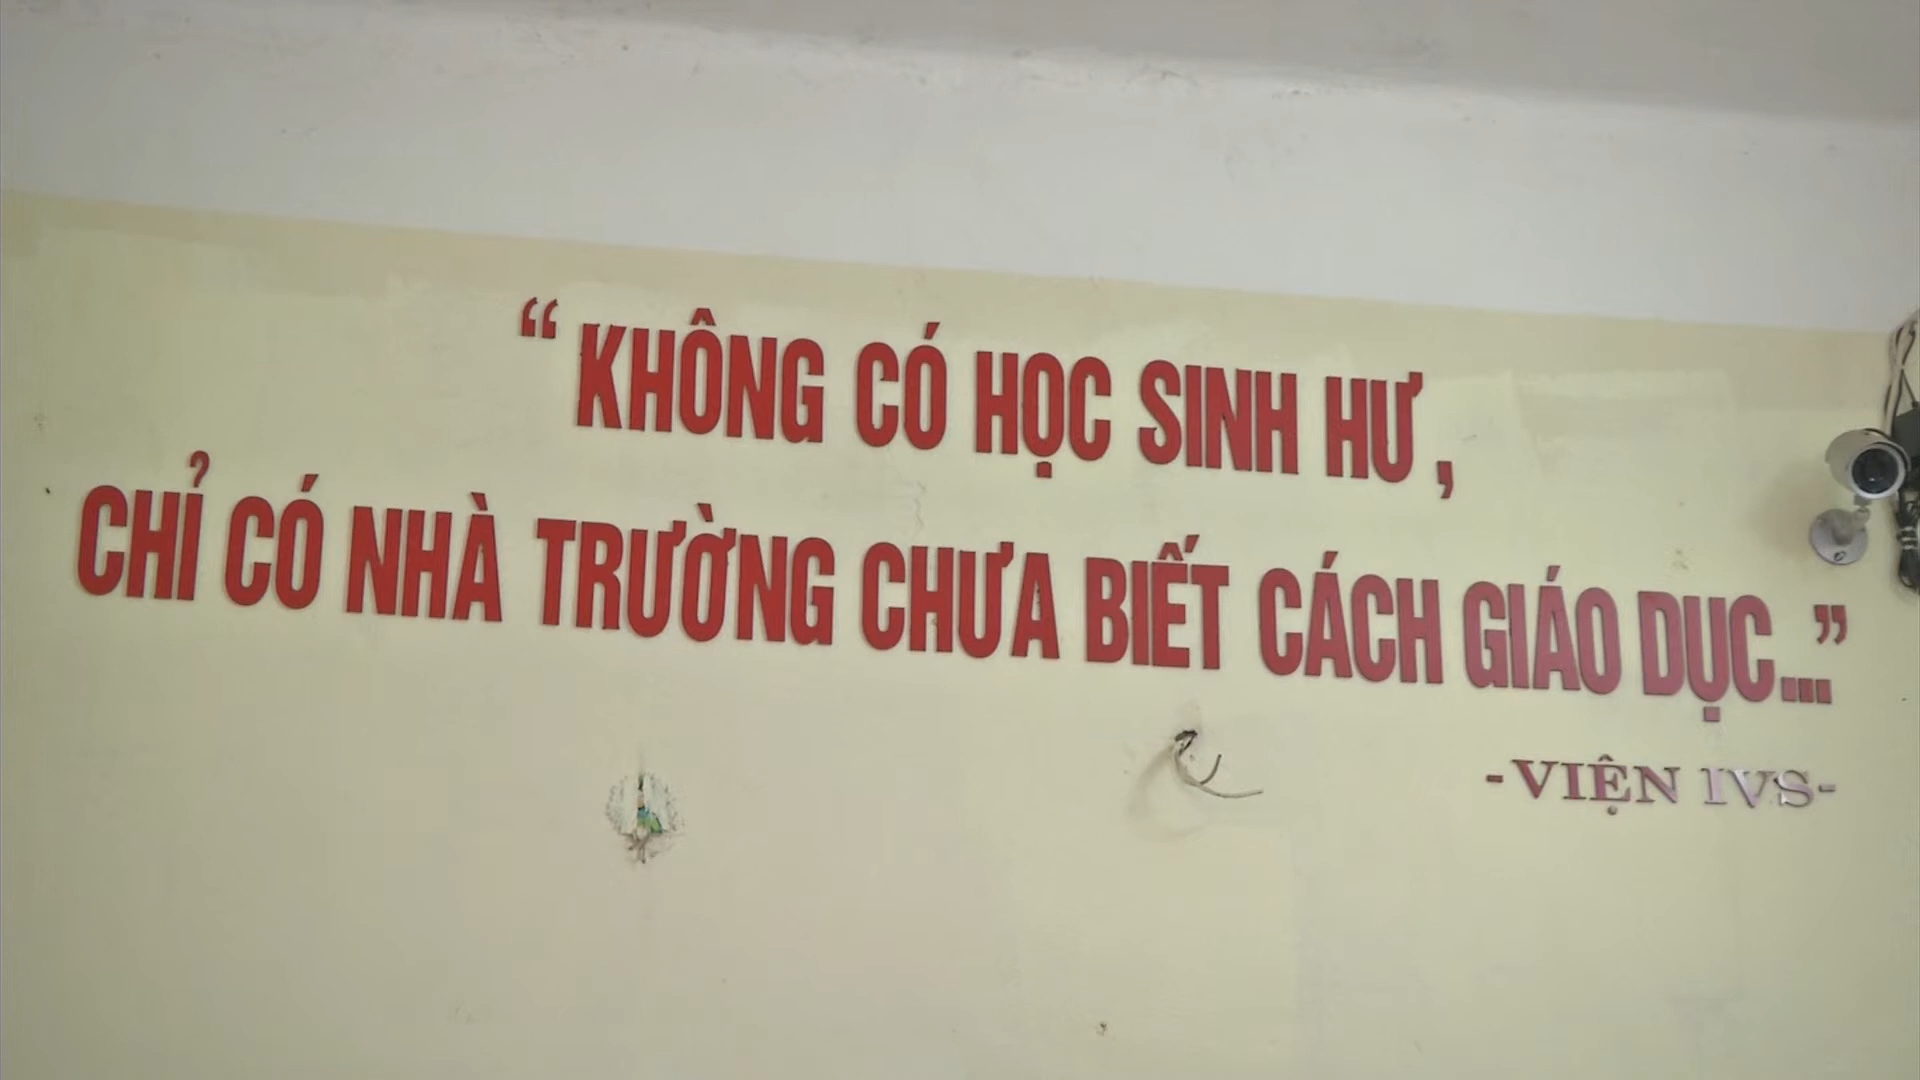 “ KHÔNG CÓ HỌC SINH HƯ ,
CHỈ CÓ NHÀ TRƯỜNG CHƯA BIẾT CÁCH GIÁO DỤC...”
-VIỆN IVS-